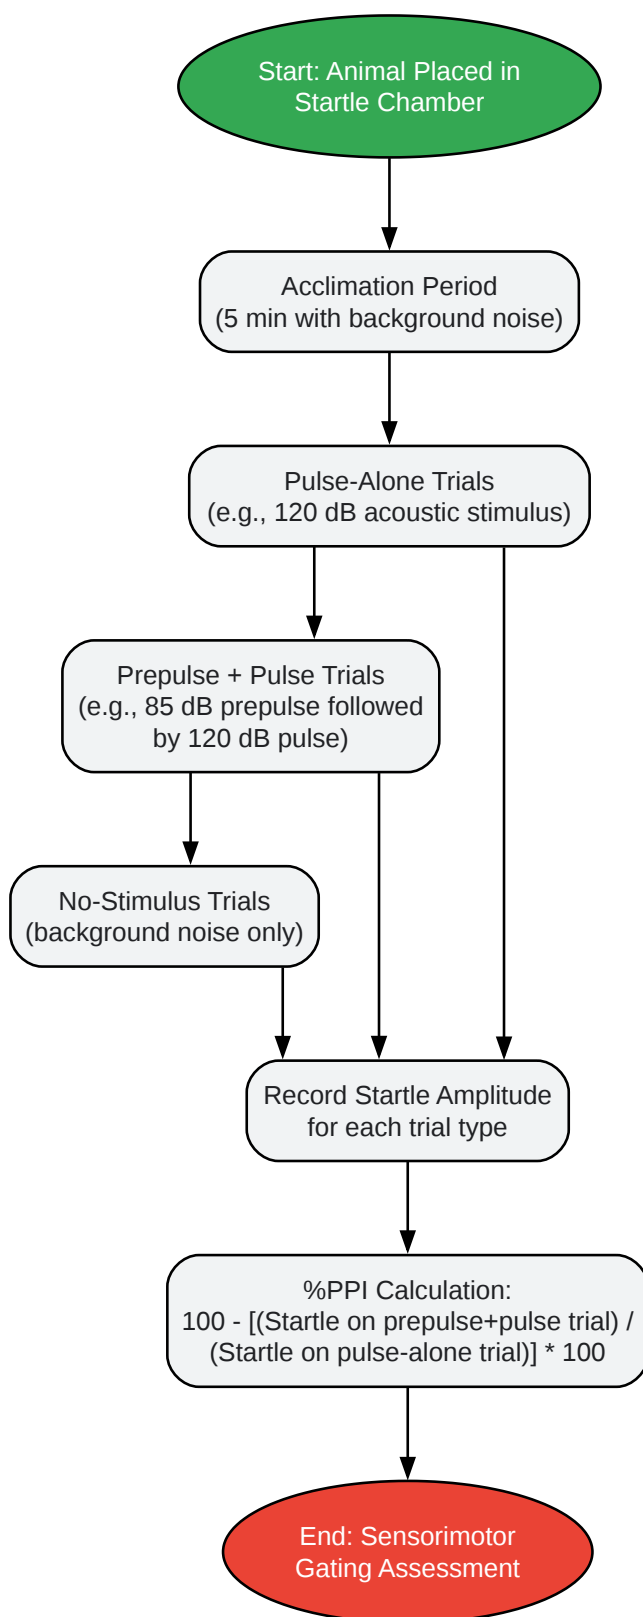 Start: Animal Placed in
Startle Chamber
Acclimation Period
(5 min with background noise)
Pulse-Alone Trials
(e.g., 120 dB acoustic stimulus)
Prepulse + Pulse Trials
(e.g., 85 dB prepulse followed
by 120 dB pulse)
No-Stimulus Trials
(background noise only)
Record Startle Amplitude
for each trial type
%PPI Calculation:
100 - [(Startle on prepulse+pulse trial) /
(Startle on pulse-alone trial)] * 100
End: Sensorimotor
Gating Assessment